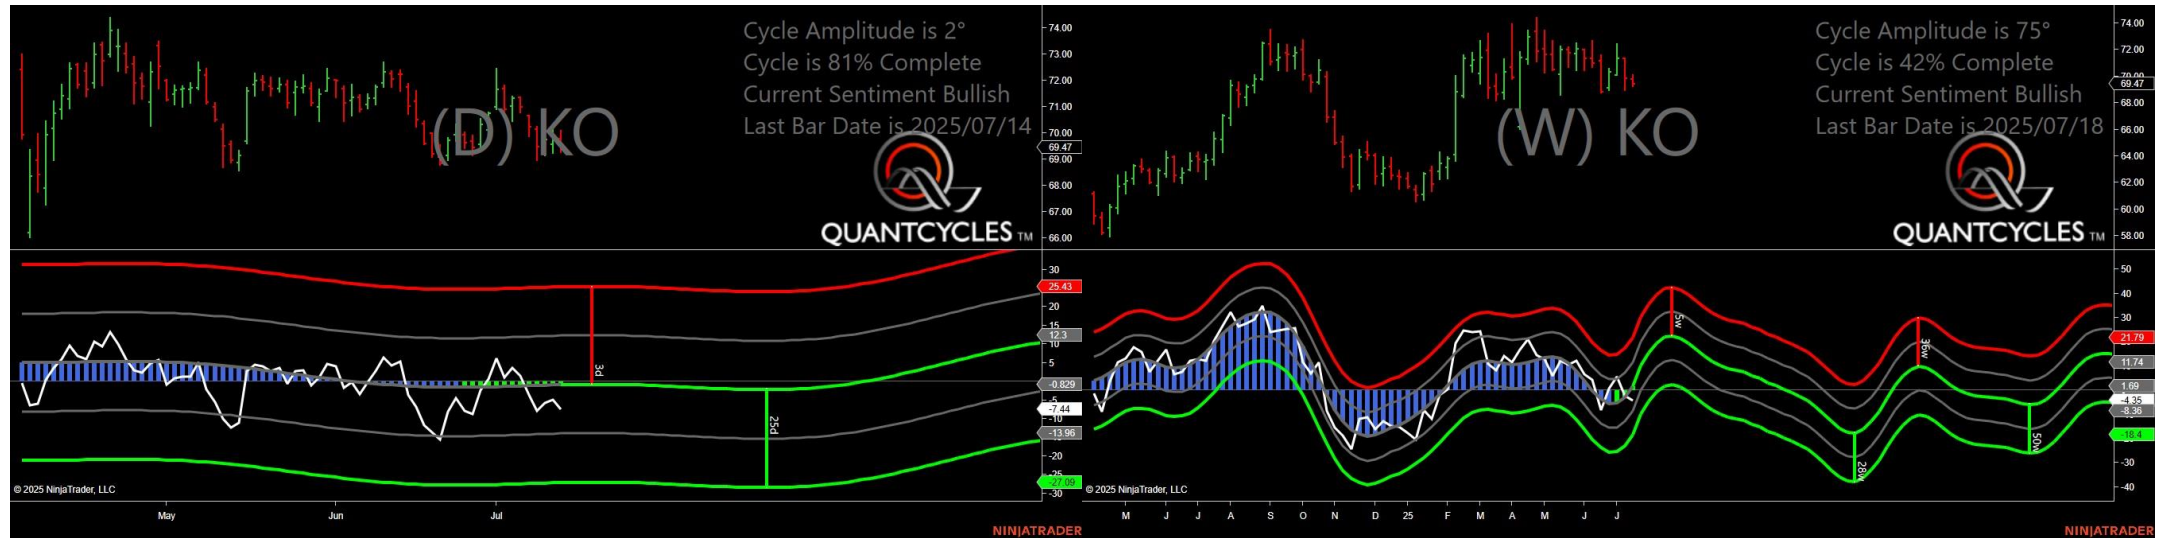 Cycle Amplitude is 2°
Cycle is 81% Complete
Current Sentiment Bullish
Last Bar Date is 2025/07/14
(D) KO
QUANTCYCLES TM
74.00
73.00
72.00
71.00
70.00
69.47
69.00
68.00
67.00
66.00
30
25.43
20
15
12.3
10
5
-0.829
-5
-7.44
-10
-13.96
-20
-25
-27.09
-30
3d
25d
© 2025 NinjaTrader, LLC
May Jun Jul
NINJATRADER
Cycle Amplitude is 75°
Cycle is 42% Complete
Current Sentiment Bullish
Last Bar Date is 2025/07/18
(W) KO
QUANTCYCLES TM
74.00
72.00
70.00
69.47
68.00
66.00
64.00
62.00
60.00
58.00
50
40
30
21.79
11.74
1.69
-4.35
-8.36
-18.4
-30
-40
5w
28w
36w
50w
© 2025 NinjaTrader, LLC
M J J A S O N D 25 F M A M J J
NINJATRADER